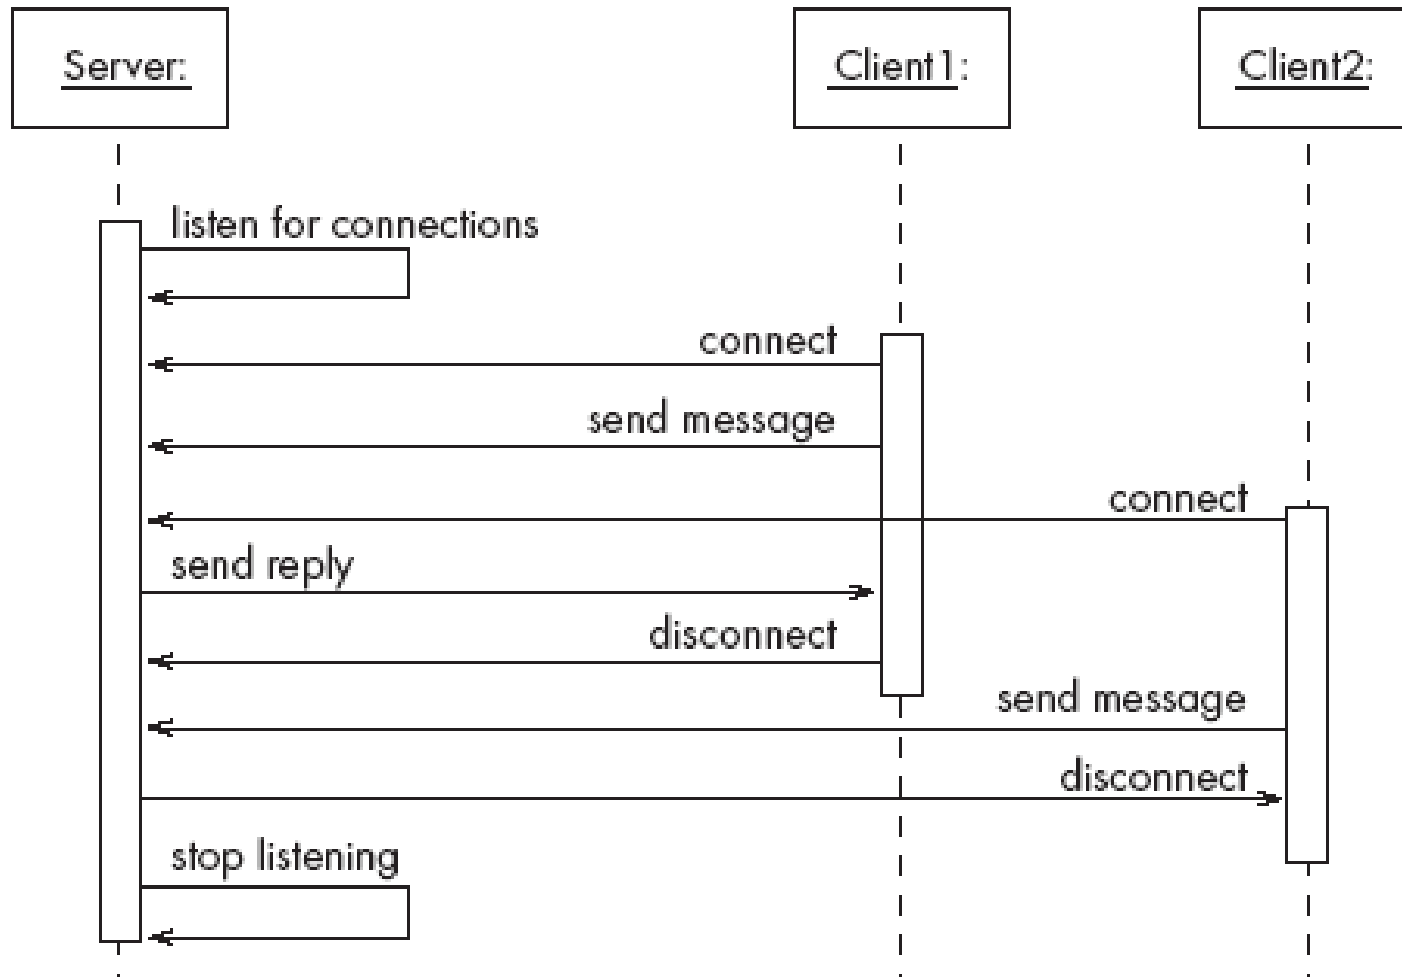 Server:
Client1:
Client2:
listen for connections
connect
send message
connect
send reply
disconnect
send message
disconnect
stop listening